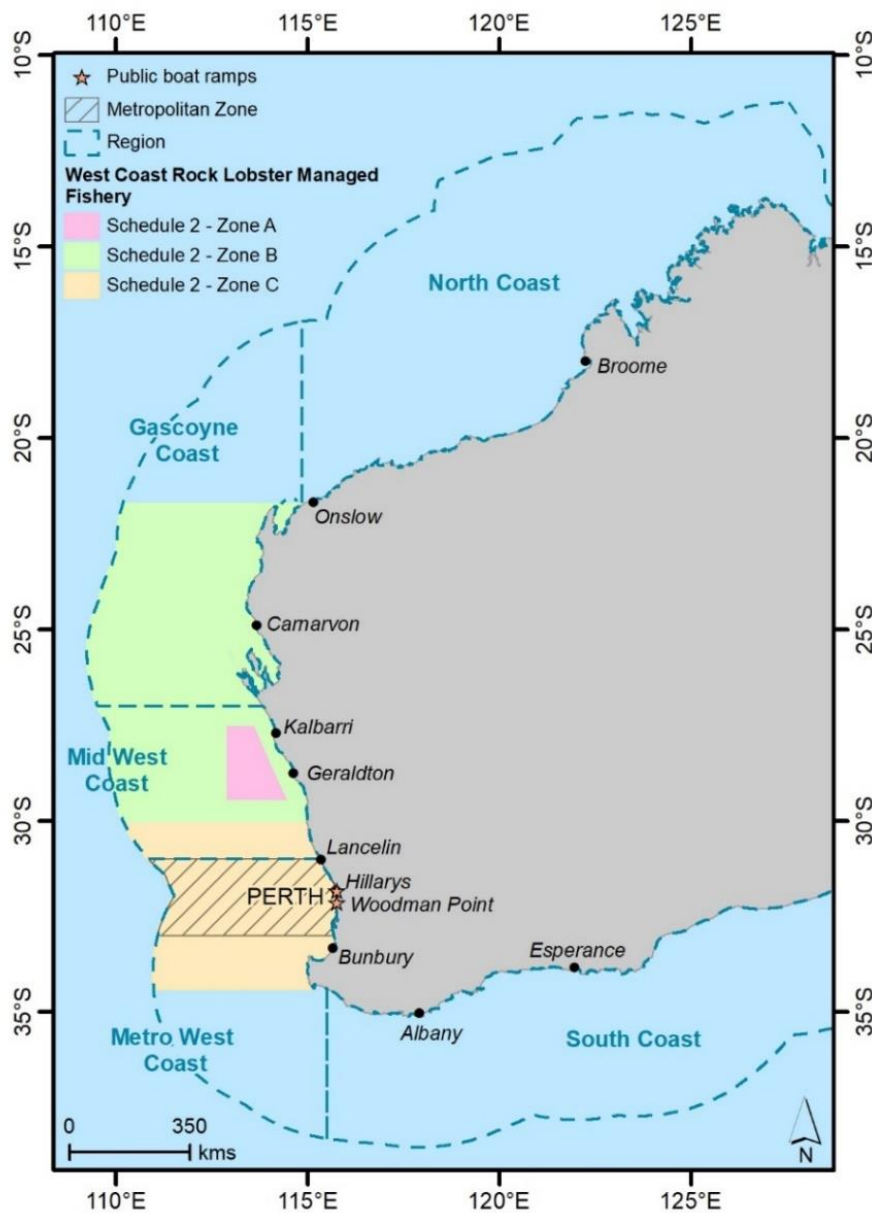 110°E 115°E 120°E 125°E
10°S 10°S
Public boat ramps
Metropolitan Zone
Region
West Coast Rock Lobster Managed
Fishery
Schedule 2 - Zone A
Schedule 2 - Zone B
Schedule 2 - Zone C
15°S 15°S
North Coast
Broome
20°S 20°S
Gascoyne
Coast
Onslow
25°S 25°S
Camarvon
Kalbarri
Mid West
Coast
Geraldton
30°S 30°S
Lancelin
Hillarys
PERTH
Woodman Point
Bunbury
Esperance
35°S 35°S
Albany
Metro West
Coast
South Coast
0 350
kms
N
110°E 115°E 120°E 125°E